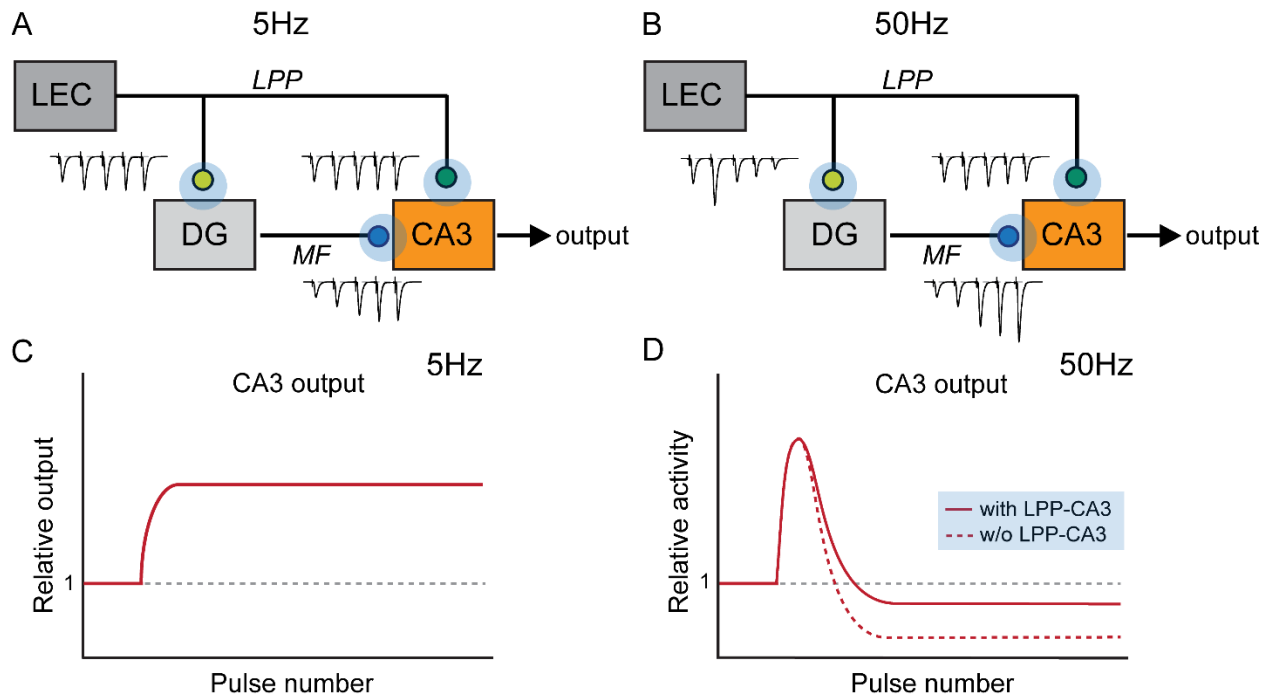 A
5Hz
LEC
LPP
DG
MF
CA3
output
B
50Hz
LEC
LPP
DG
MF
CA3
output
C
5Hz
CA3 output
Relative output
1
Pulse number
D
50Hz
CA3 output
Relative activity
1
with LPP-CA3
w/o LPP-CA3
Pulse number